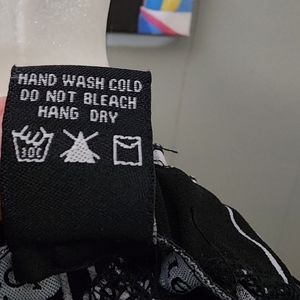 HAND WASH COLD
DO NOT BLEACH
HANG DRY
30C